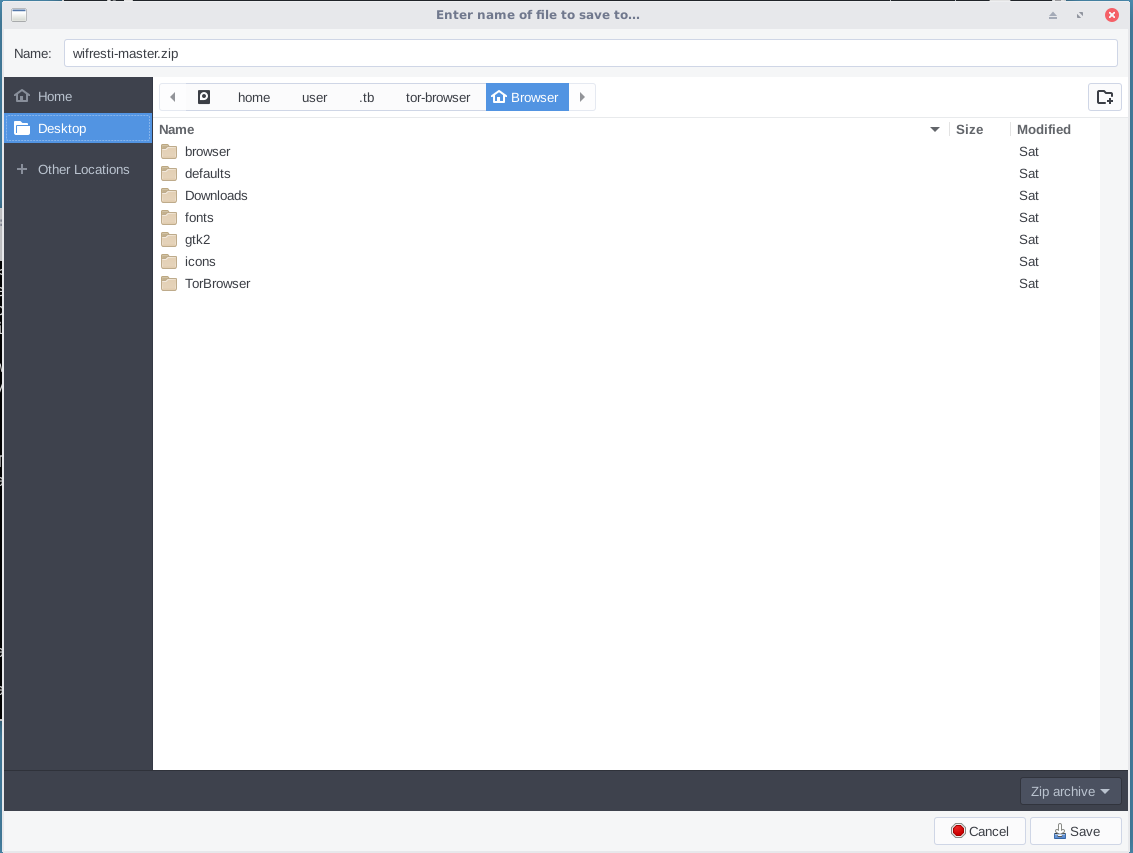 Enter name of file to save to...
Name: wifresti-master.zip
Home
Desktop
Other Locations
home user .tb tor-browser Browser
Name Size Modified
browser Sat
defaults Sat
Downloads Sat
fonts Sat
gtk2 Sat
icons Sat
TorBrowser Sat
Zip archive
Cancel Save